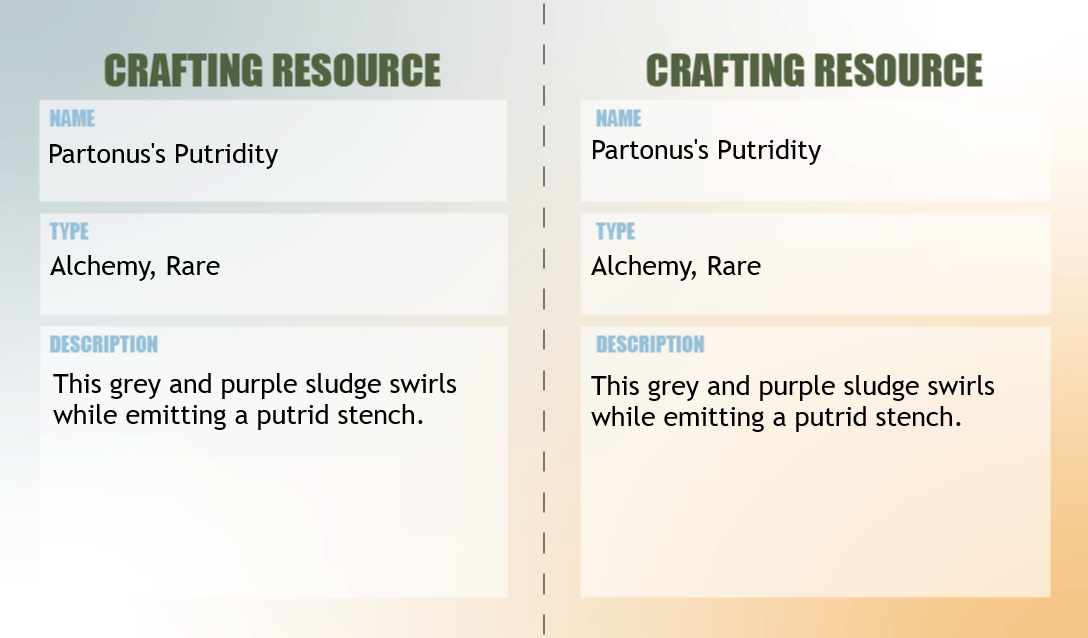 CRAFTING RESOURCE
NAME
Partonus's Putridity
TYPE
Alchemy, Rare
DESCRIPTION
This grey and purple sludge swirls
while emitting a putrid stench.
CRAFTING RESOURCE
NAME
Partonus's Putridity
TYPE
Alchemy, Rare
DESCRIPTION
This grey and purple sludge swirls
while emitting a putrid stench.